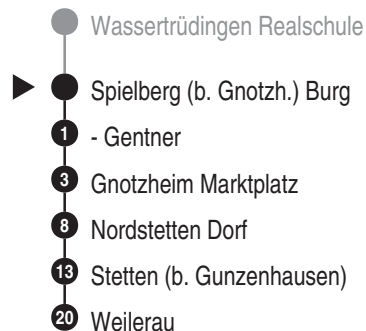 Wassertrüdingen Realschule
Spielberg (b. Gnotzh.) Burg
1 - Gentner
3 Gnotzheim Marktplatz
8 Nordstetten Dorf
13 Stetten (b. Gunzenhausen)
20 Weilerau